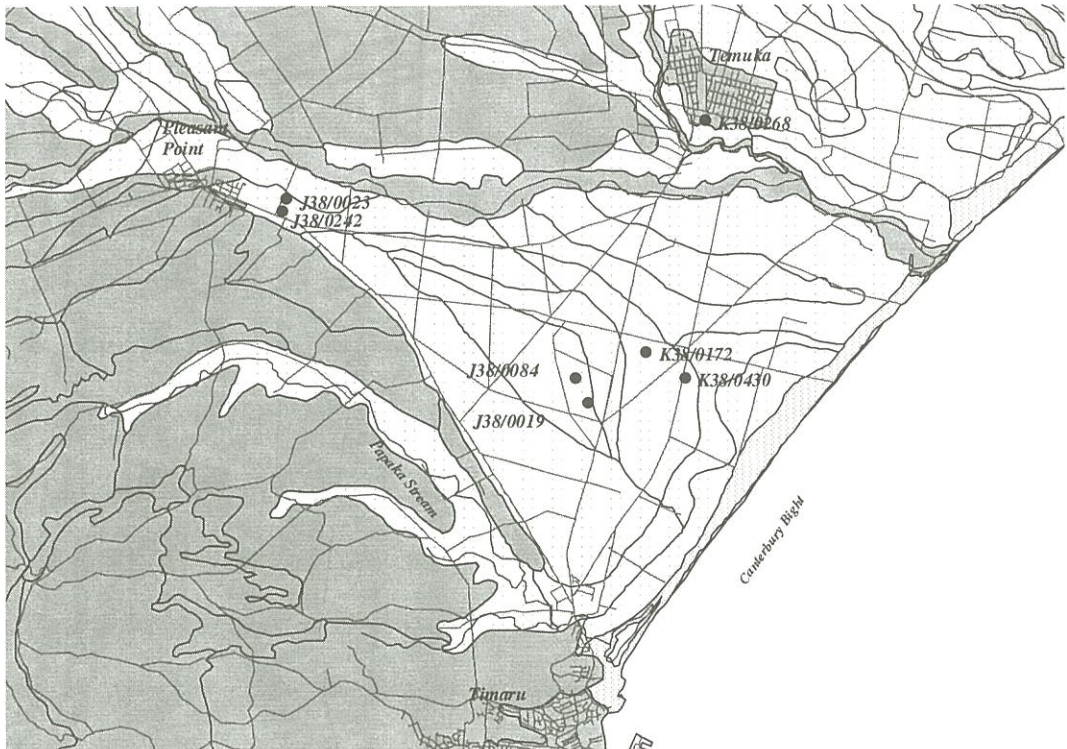 Temuka
K38/0268
Pleasant
Point
J38/0023
J38/0242
K38/0172
J38/0084
K38/0430
J38/0019
Papaka Stream
Canterbury Bight
Timaru